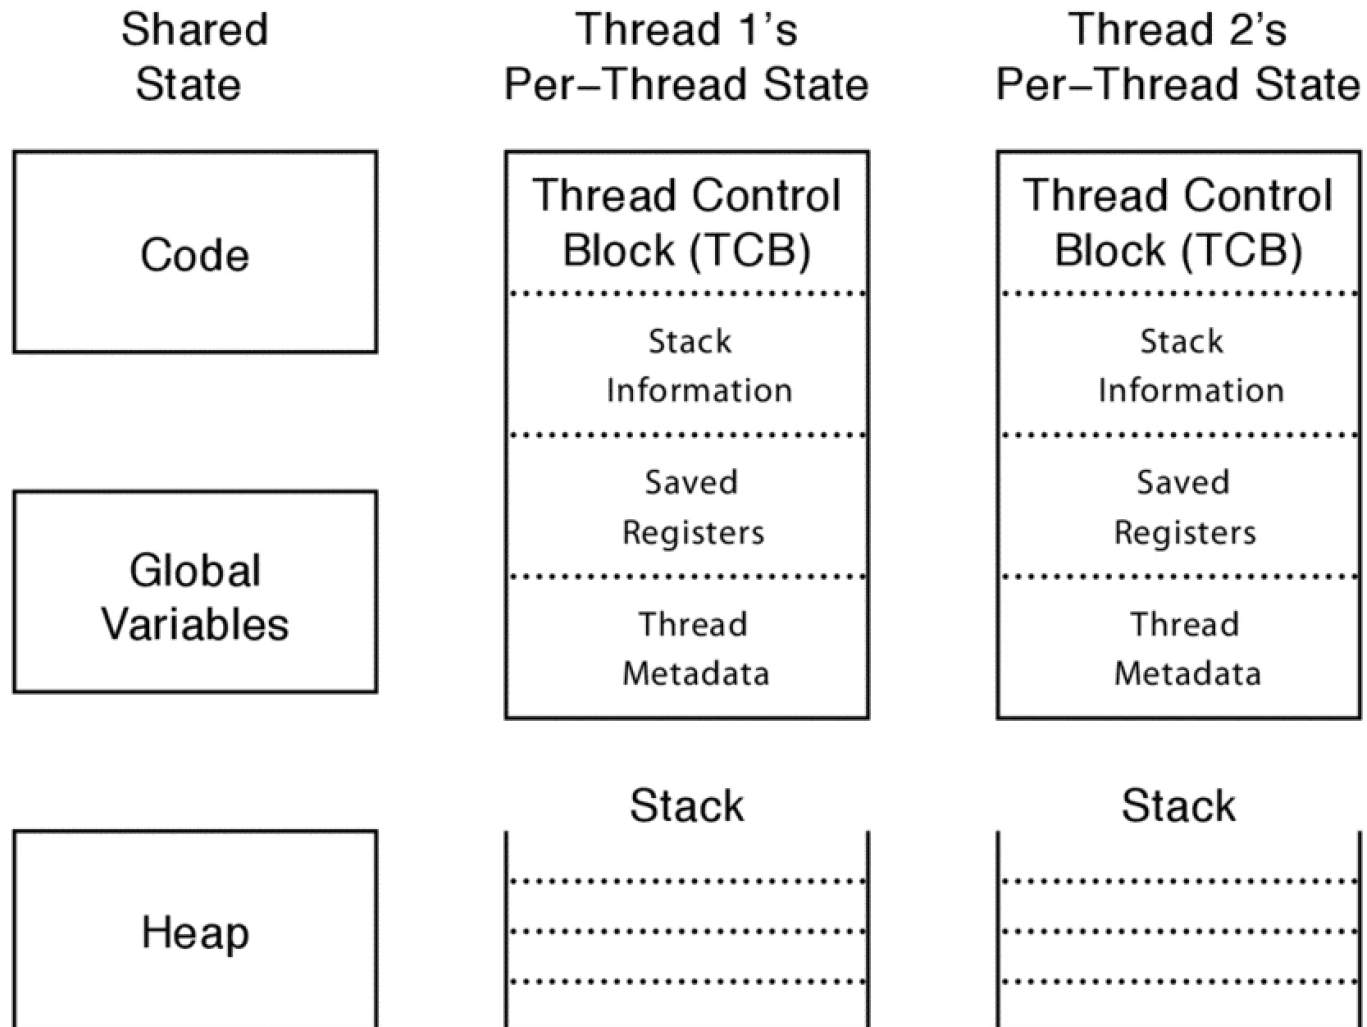 Shared
State
Thread 1's
Per–Thread State
Thread 2's
Per–Thread State
Code
Global
Variables
Heap
Thread Control
Block (TCB)
Stack
Information
Saved
Registers
Thread
Metadata
Stack
Thread Control
Block (TCB)
Stack
Information
Saved
Registers
Thread
Metadata
Stack